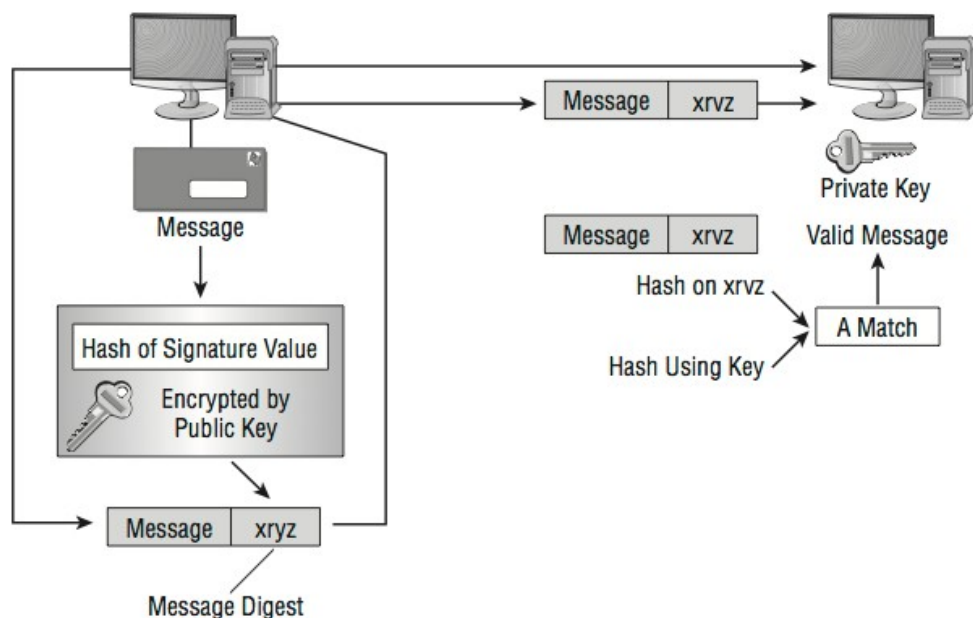 Message xrvz
Private Key
Message
Message xrvz
Valid Message
Hash on xrvz
A Match
Hash of Signature Value
Hash Using Key
Encrypted by
Public Key
Message xryz
Message Digest